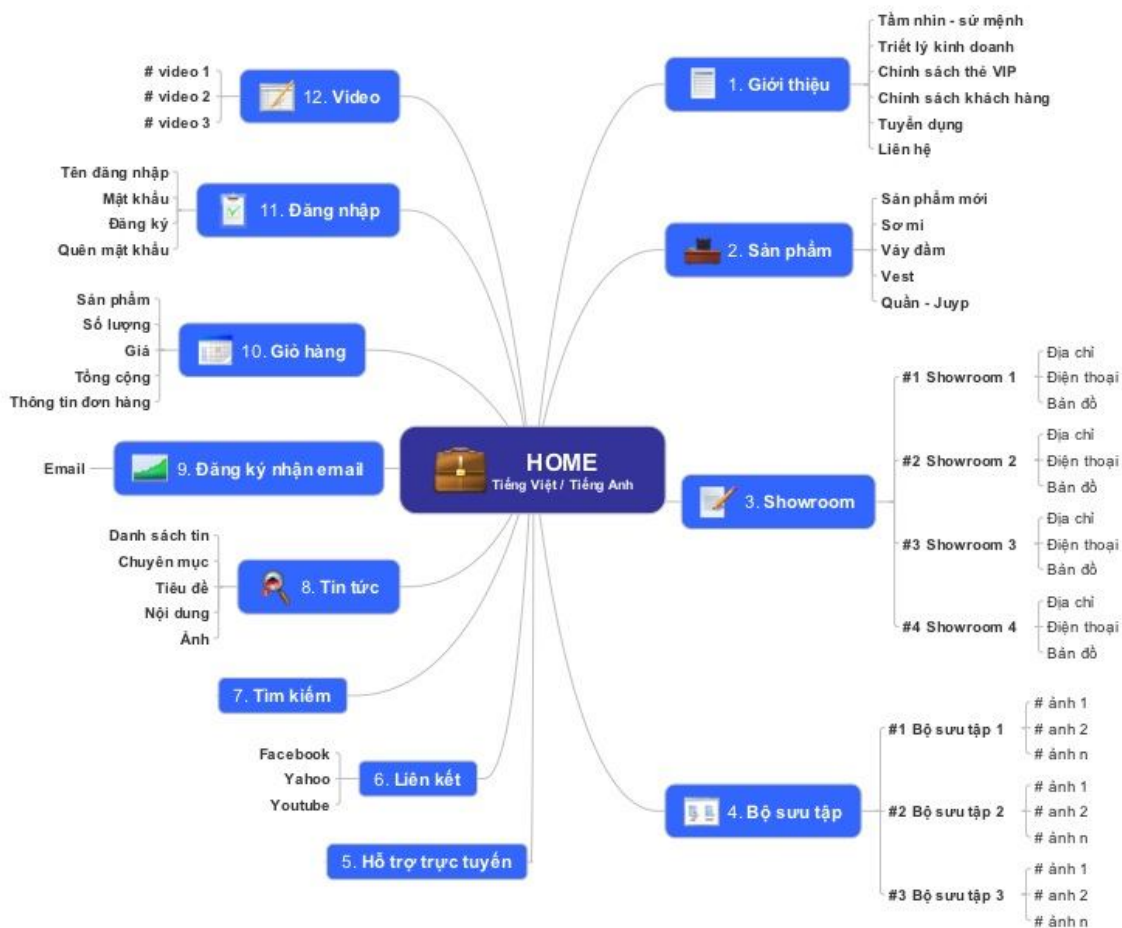 HOME
Tiếng Việt / Tiếng Anh
1. Giới thiệu
Tầm nhìn - sứ mệnh
Triết lý kinh doanh
Chính sách thẻ VIP
Chính sách khách hàng
Tuyển dụng
Liên hệ
2. Sản phẩm
Sản phẩm mới
Sơ mi
Váy đầm
Vest
Quần - Juyp
3. Showroom
#1 Showroom 1
Địa chỉ
Điện thoại
Bản đồ
#2 Showroom 2
Địa chỉ
Điện thoại
Bản đồ
#3 Showroom 3
Địa chỉ
Điện thoại
Bản đồ
#4 Showroom 4
Địa chỉ
Điện thoại
Bản đồ
4. Bộ sưu tập
#1 Bộ sưu tập 1
# ảnh 1
# anh 2
# ảnh n
#2 Bộ sưu tập 2
# ảnh 1
# anh 2
# ảnh n
#3 Bộ sưu tập 3
# ảnh 1
# anh 2
# ảnh n
5. Hỗ trợ trực tuyến
6. Liên kết
Facebook
Yahoo
Youtube
7. Tìm kiếm
8. Tin tức
Danh sách tin
Chuyên mục
Tiêu đề
Nội dung
Ảnh
9. Đăng ký nhận email
Email
10. Giỏ hàng
Sản phẩm
Số lượng
Giá
Tổng cộng
Thông tin đơn hàng
11. Đăng nhập
Tên đăng nhập
Mật khẩu
Đăng ký
Quên mật khẩu
12. Video
# video 1
# video 2
# video 3